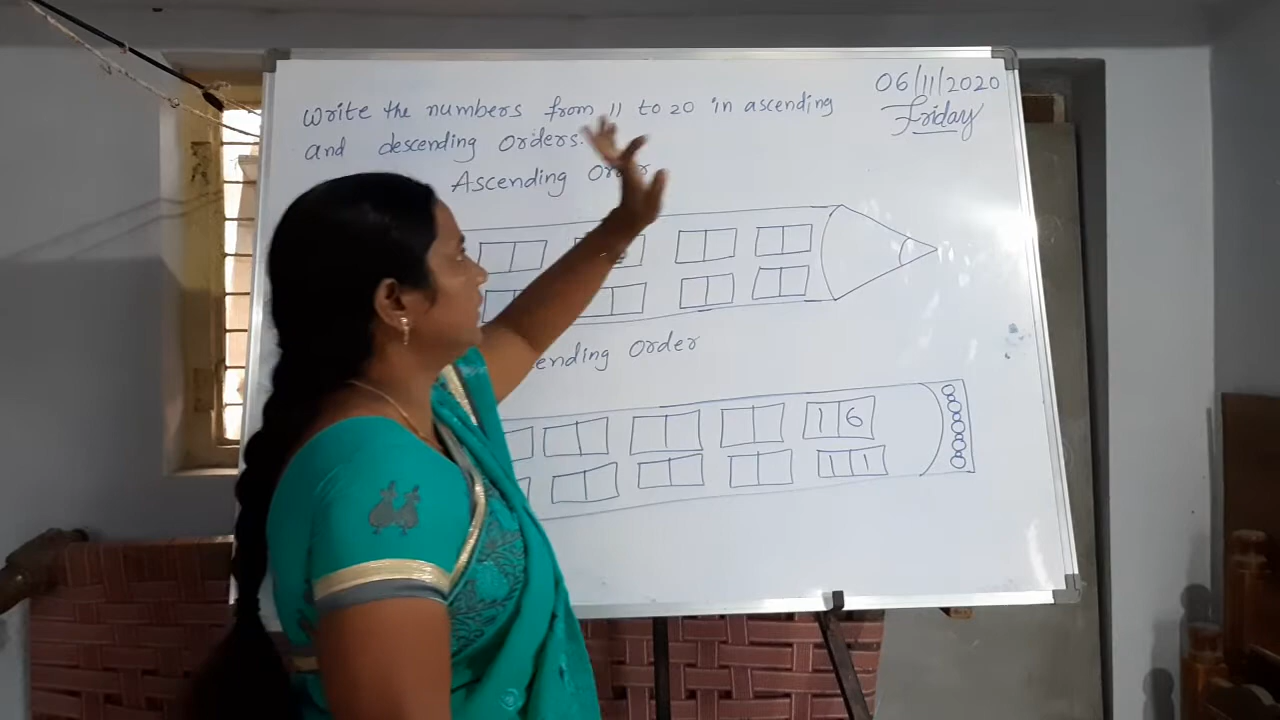 06/11/2020
Friday
Write the numbers from 11 to 20 in ascending
and descending orders.
Ascending Order
ending Order
16
11